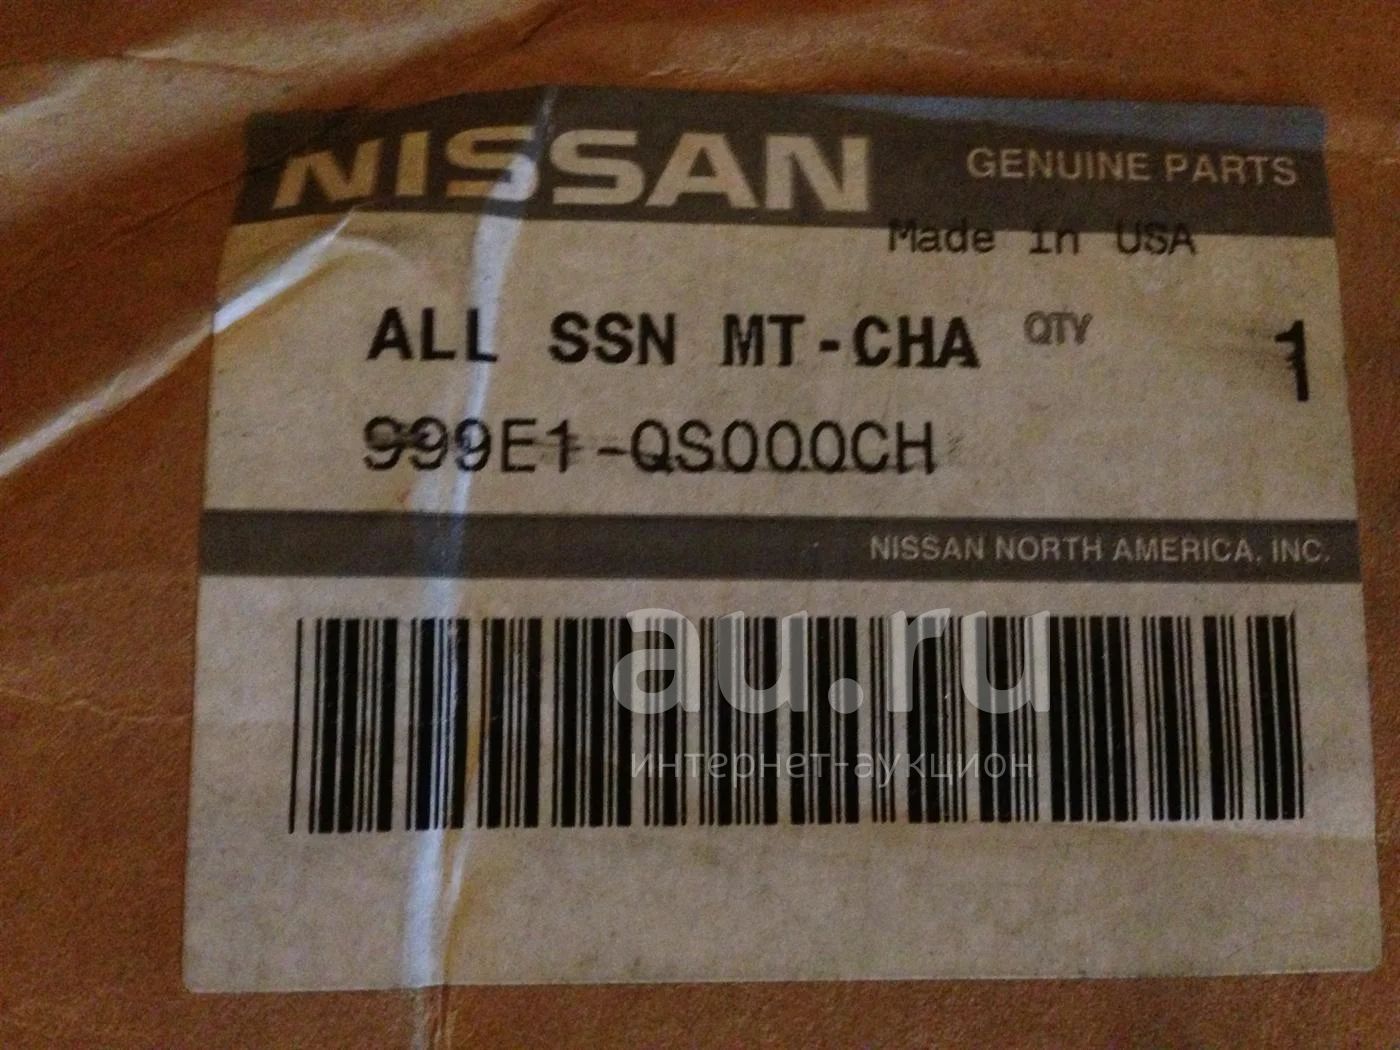 NISSAN GENUINE PARTS
Made in USA
ALL SSN MT-CHA QTY 1
999E1-QS000CH
NISSAN NORTH AMERICA, INC.
au.ru
интернет-аукцион